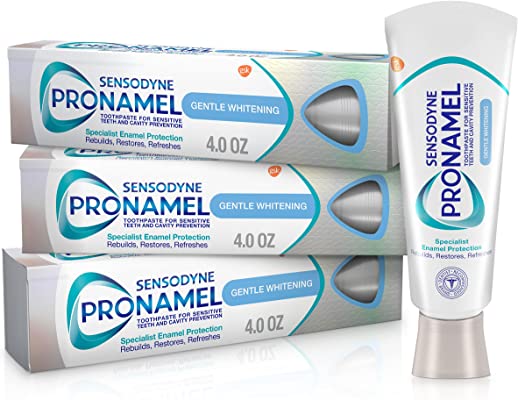 gsk
SENSODYNE
PRONAMEL
TOOTHPASTE FOR SENSITIVE
TEETH AND CAVITY PREVENTION
GENTLE WHITENING
Specialist Enamel Protection
Rebuilds, Restores, Refreshes
4.0 OZ
gsk
SENSODYNE
PRONAMEL
TOOTHPASTE FOR SENSITIVE
TEETH AND CAVITY PREVENTION
GENTLE WHITENING
Specialist Enamel Protection
Rebuilds, Restores, Refreshes
4.0 OZ
gsk
SENSODYNE
PRONAMEL
TOOTHPASTE FOR SENSITIVE
TEETH AND CAVITY PREVENTION
GENTLE WHITENING
Specialist Enamel Protection
Rebuilds, Restores, Refreshes
4.0 OZ
gsk
SENSODYNE
PRONAMEL
TOOTHPASTE FOR SENSITIVE
TEETH AND CAVITY PREVENTION
GENTLE WHITENING
Specialist
Enamel Protection
Rebuilds, Restores, Refreshes